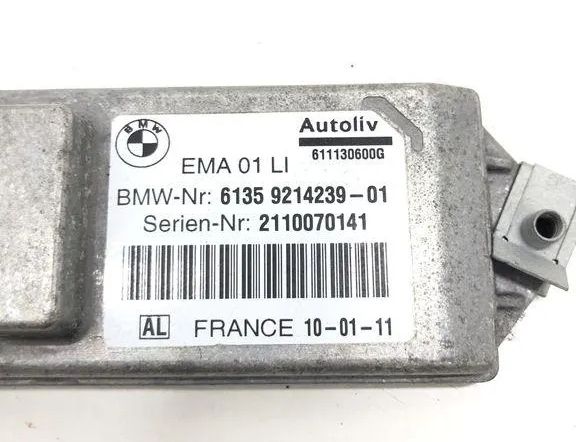 BMW
Autoliv
611130600G
EMA 01 LI
BMW-Nr: 6135 9214239-01
Serien-Nr: 2110070141
AL FRANCE 10-01-11